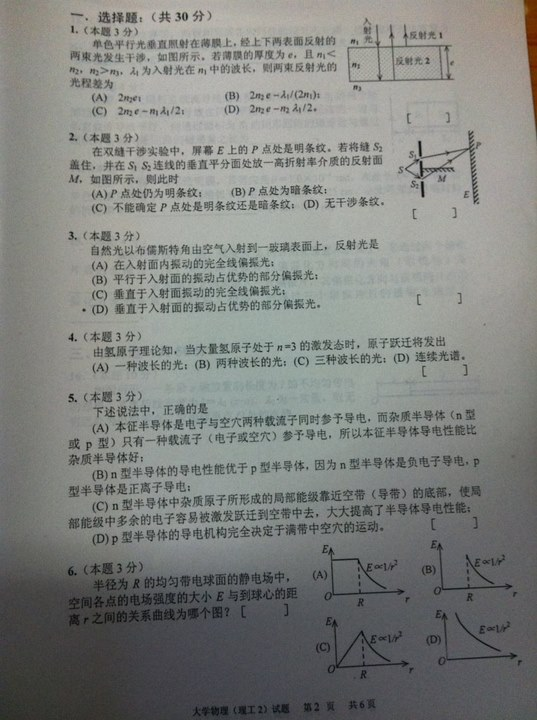 一. 选择题:(共 30 分)
1.(本题 3 分)
单色平行光垂直照射在薄膜上,经上下两表面反射的
两束光发生干涉,如图所示,若薄膜的厚度为 e,且 n₁<
n₂,n₂>n₃,λ₁为入射光在 n₁ 中的波长,则两束反射光的
光程差为
(A) 2n₂e; (B) 2n₂ e-λ₁/(2n₁);
(C) 2n₂ e-n₁ λ₁/2; (D) 2n₂ e-n₂ λ₁/2。
[ ]
入射光
反射光 1
反射光 2
n₁
n₂
n₃
e
2.(本题 3 分)
在双缝干涉实验中,屏幕 E 上的 P 点处是明条纹。若将缝 S₂
盖住,并在 S₁ S₂ 连线的垂直平分面处放一高折射率介质的反射面
M,如图所示,则此时
(A) P 点处仍为明条纹; (B) P 点处为暗条纹;
(C) 不能确定 P 点处是明条纹还是暗条纹; (D) 无干涉条纹。
[ ]
S₁
S
S₂
M
P
E
3.(本题 3 分)
自然光以布儒斯特角由空气入射到一玻璃表面上,反射光是
(A) 在入射面内振动的完全线偏振光;
(B) 平行于入射面的振动占优势的部分偏振光;
(C) 垂直于入射面振动的完全线偏振光;
(D) 垂直于入射面的振动占优势的部分偏振光。
[ ]
4.(本题 3 分)
由氢原子理论知,当大量氢原子处于 n =3 的激发态时,原子跃迁将发出
(A) 一种波长的光; (B) 两种波长的光; (C) 三种波长的光; (D) 连续光谱。
[ ]
5.(本题 3 分)
下述说法中,正确的是
(A) 本征半导体是电子与空穴两种载流子同时参予导电,而杂质半导体(n 型
或 p 型)只有一种载流子(电子或空穴)参予导电,所以本征半导体导电性能比
杂质半导体好;
(B) n 型半导体的导电性能优于 p 型半导体,因为 n 型半导体是负电子导电,p
型半导体是正离子导电;
(C) n 型半导体中杂质原子所形成的局部能级靠近空带(导带)的底部,使局
部能级中多余的电子容易被激发跃迁到空带中去,大大提高了半导体导电性能;
(D) p 型半导体的导电机构完全决定于满带中空穴的运动。 [ ]
6.(本题 3 分)
半径为 R 的均匀带电球面的静电场中,
空间各点的电场强度的大小 E 与到球心的距
离 r 之间的关系曲线为哪个图? [ ]
(A) E E∝1/r² O R r
(B) E E∝1/r² O R r
(C) E E∝1/r² O R r
(D) E E∝1/r² O r
大学物理(理工 2)试题 第 2 页 共 6 页